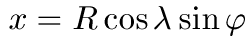 x = R cos λ sin φ